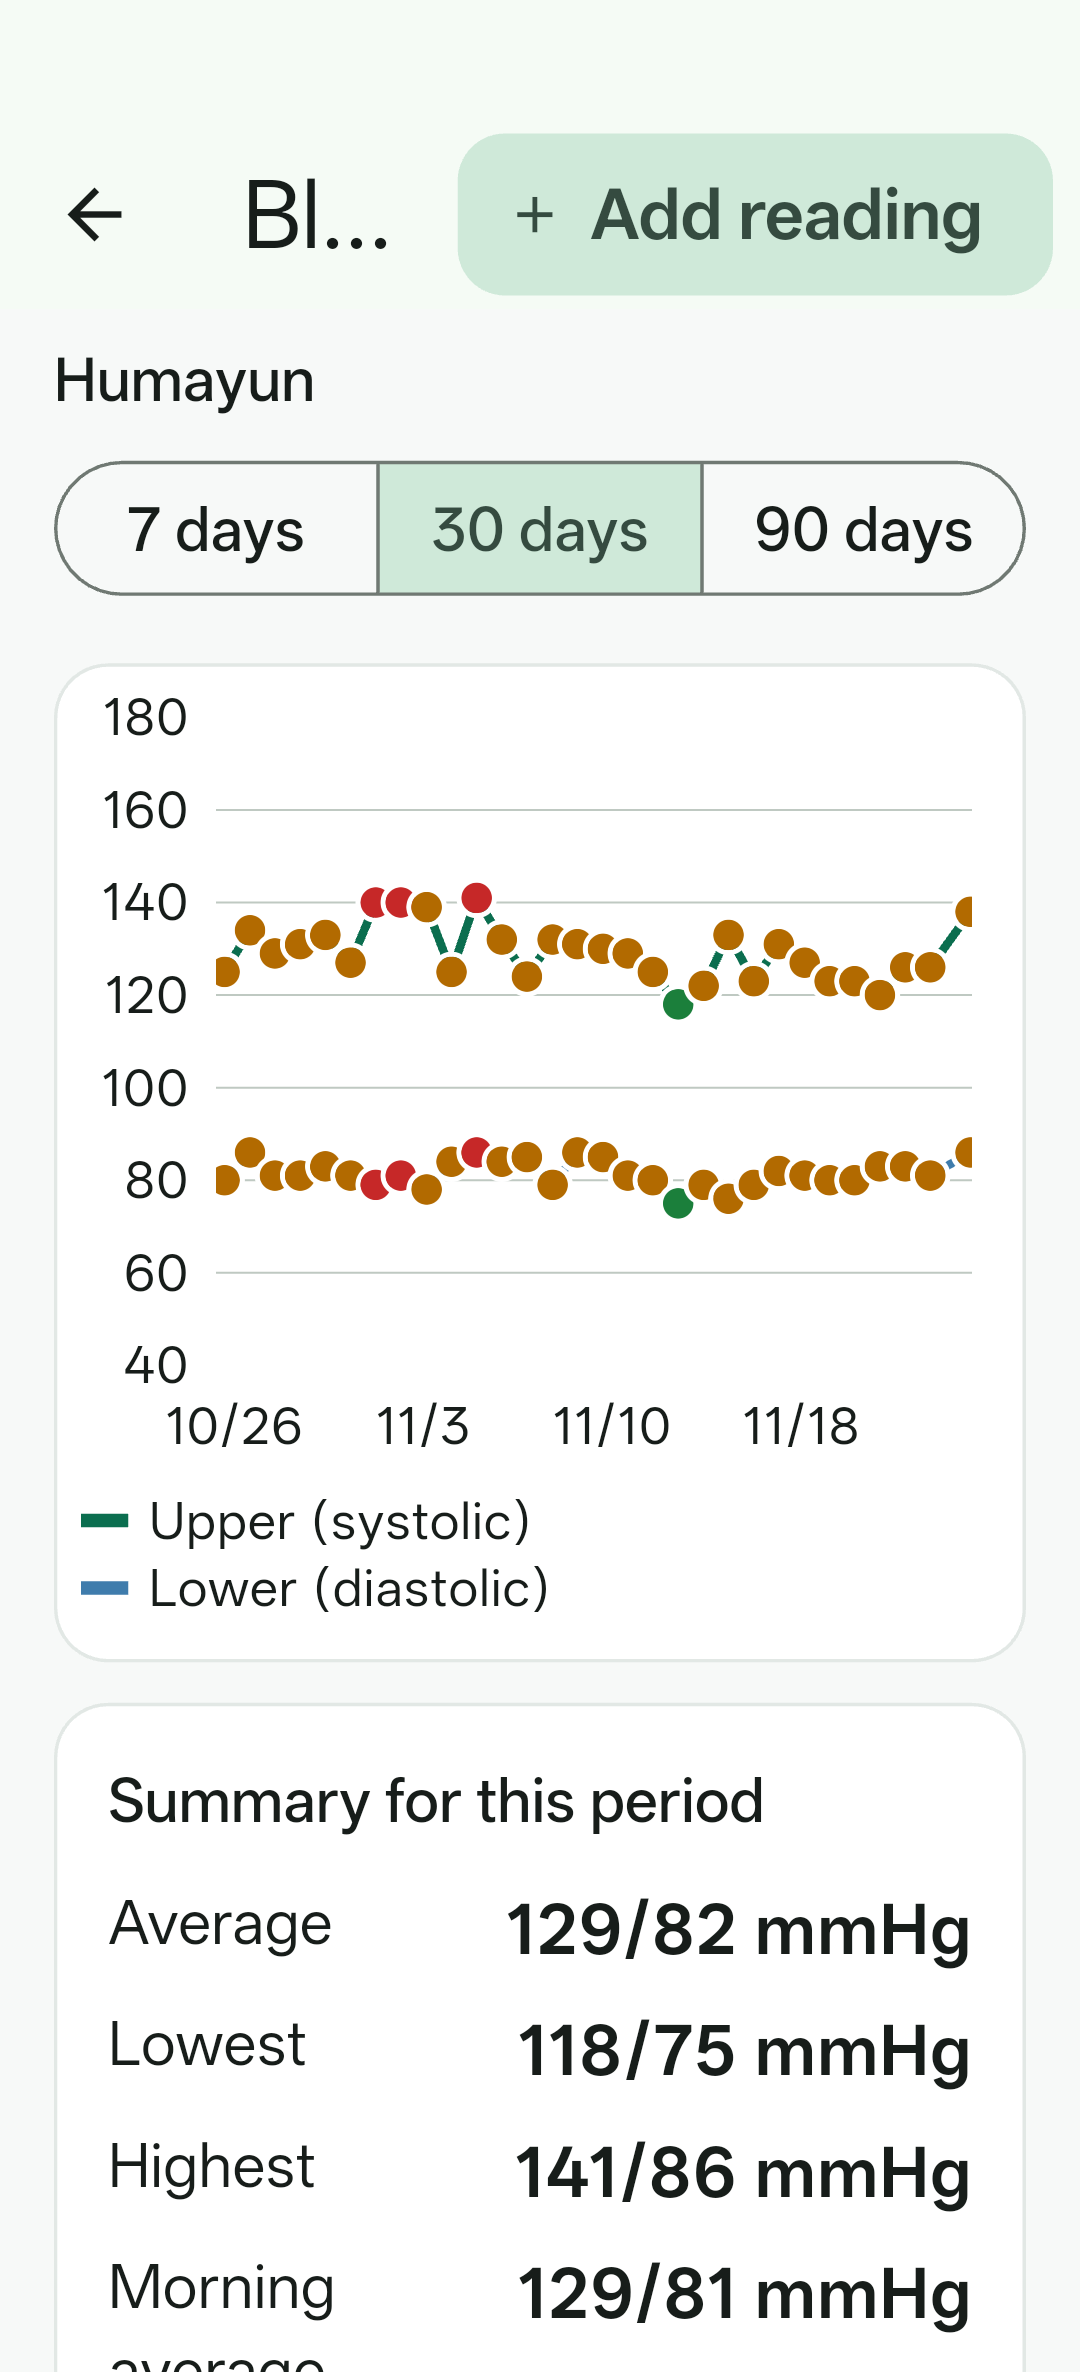 Bl...
+ Add reading
Humayun
7 days
30 days
90 days
180
160
140
120
100
80
60
40
10/26
11/3
11/10
11/18
Upper (systolic)
Lower (diastolic)
Summary for this period
Average 129/82 mmHg
Lowest 118/75 mmHg
Highest 141/86 mmHg
Morning 129/81 mmHg
average